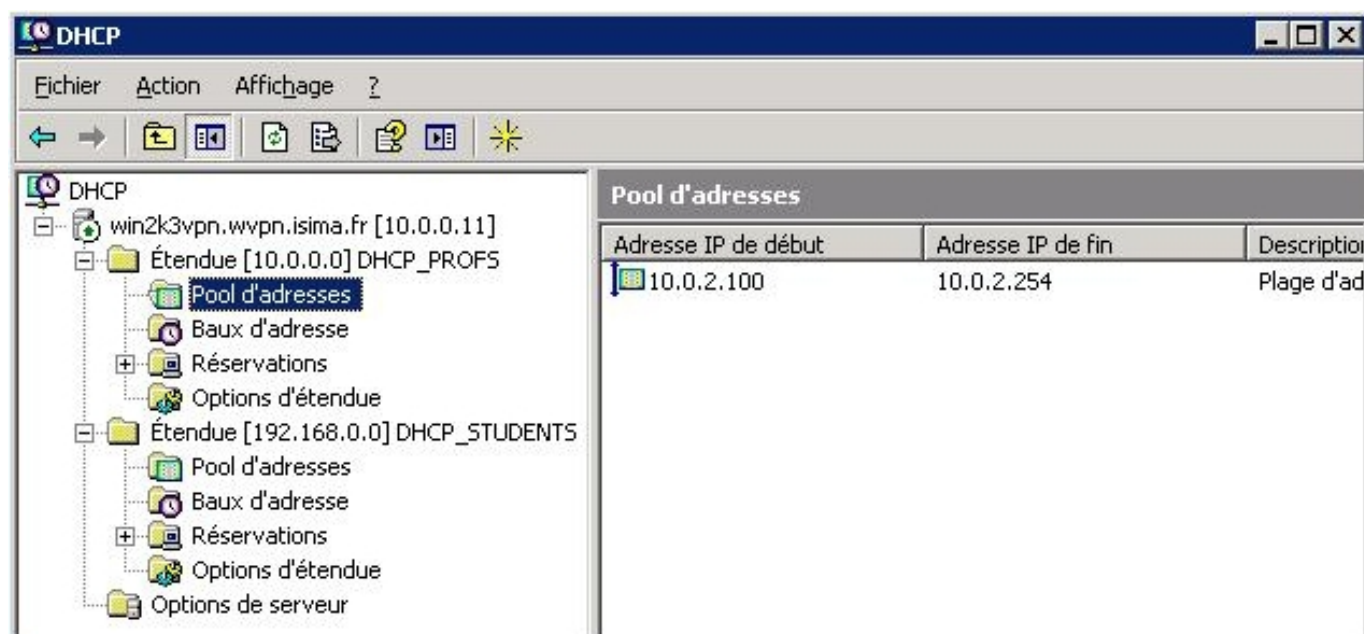 DHCP
Fichier Action Affichage ?
DHCP
win2k3vpn.wvpn.isima.fr [10.0.0.11]
Étendue [10.0.0.0] DHCP_PROFS
Pool d'adresses
Baux d'adresse
Réservations
Options d'étendue
Étendue [192.168.0.0] DHCP_STUDENTS
Pool d'adresses
Baux d'adresse
Réservations
Options d'étendue
Options de serveur
Pool d'adresses
Adresse IP de début Adresse IP de fin Description
10.0.2.100 10.0.2.254 Plage d'ad